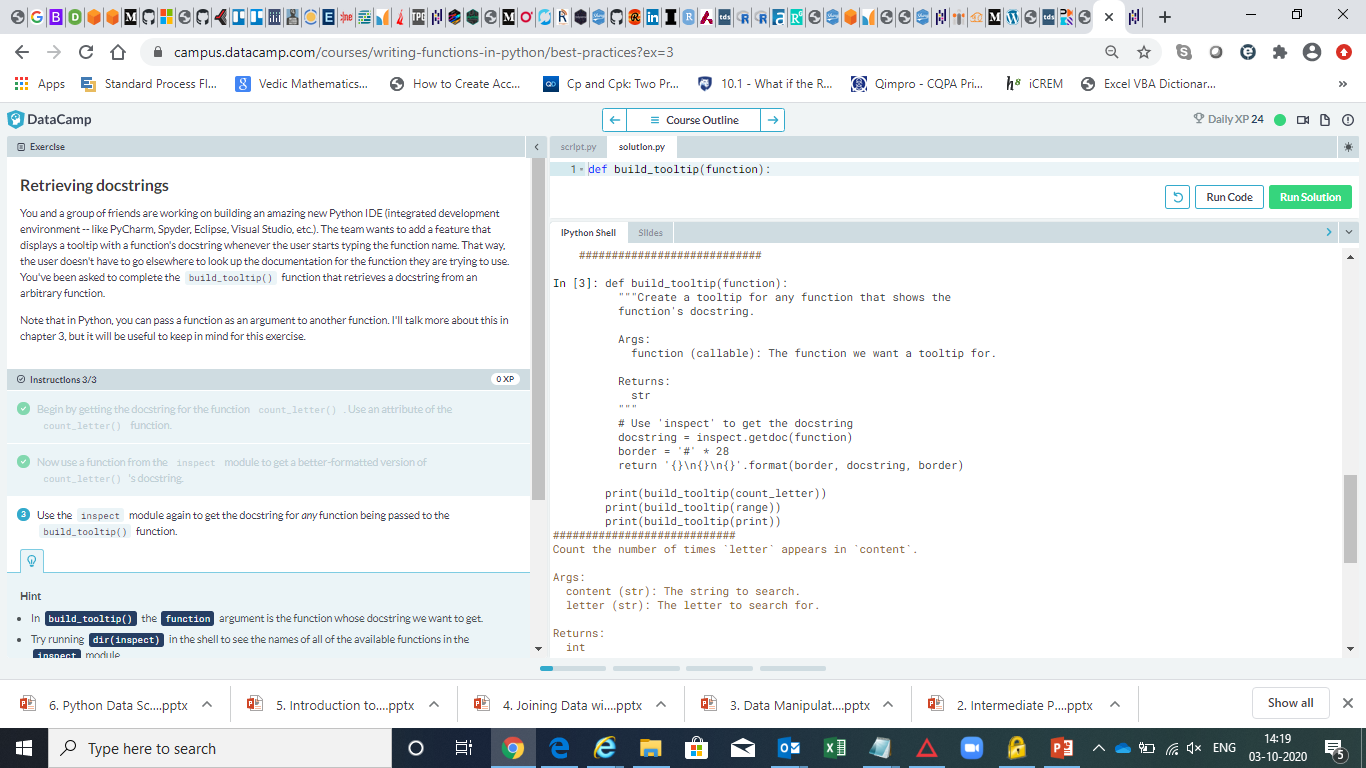 campus.datacamp.com/courses/writing-functions-in-python/best-practices?ex=3
Apps
Standard Process Fl...
Vedic Mathematics...
How to Create Acc...
Cp and Cpk: Two Pr...
10.1 - What if the R...
Qimpro - CQPA Pri...
iCREM
Excel VBA Dictionar...
»
DataCamp
Course Outline
Daily XP 24
Exercise
script.py
solution.py
Retrieving docstrings
You and a group of friends are working on building an amazing new Python IDE (integrated development
environment -- like PyCharm, Spyder, Eclipse, Visual Studio, etc.). The team wants to add a feature that
displays a tooltip with a function's docstring whenever the user starts typing the function name. That way,
the user doesn't have to go elsewhere to look up the documentation for the function they are trying to use.
You've been asked to complete the build_tooltip() function that retrieves a docstring from an
arbitrary function.
Note that in Python, you can pass a function as an argument to another function. I'll talk more about this in
chapter 3, but it will be useful to keep in mind for this exercise.
Instructions 3/3
0 XP
Begin by getting the docstring for the function count_letter() . Use an attribute of the
count_letter() function.
Now use a function from the inspect module to get a better-formatted version of
count_letter() 's docstring.
3 Use the inspect module again to get the docstring for any function being passed to the
build_tooltip() function.
Hint
• In build_tooltip() the function argument is the function whose docstring we want to get.
• Try running dir(inspect) in the shell to see the names of all of the available functions in the
inspect module
1 def build_tooltip(function):
Run Code
Run Solution
IPython Shell
Slides
############################
In [3]: def build_tooltip(function):
"""Create a tooltip for any function that shows the
function's docstring.
Args:
function (callable): The function we want a tooltip for.
Returns:
str
"""
# Use 'inspect' to get the docstring
docstring = inspect.getdoc(function)
border = '#' * 28
return '{}\n{}\n{}'.format(border, docstring, border)
print(build_tooltip(count_letter))
print(build_tooltip(range))
print(build_tooltip(print))
############################
Count the number of times `letter` appears in `content`.
Args:
content (str): The string to search.
letter (str): The letter to search for.
Returns:
int
6. Python Data Sc....pptx
5. Introduction to....pptx
4. Joining Data wi....pptx
3. Data Manipulat....pptx
2. Intermediate P....pptx
Show all
Type here to search
ENG
14:19
03-10-2020
5